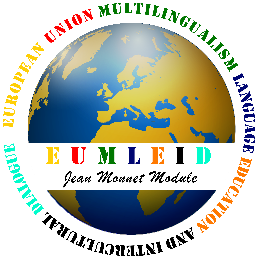 EUROPEAN UNION MULTILINGUALISM LANGUAGE EDUCATION AND INTERCULTURAL DIALOGUE
EUMLEID
Jean Monnet Module